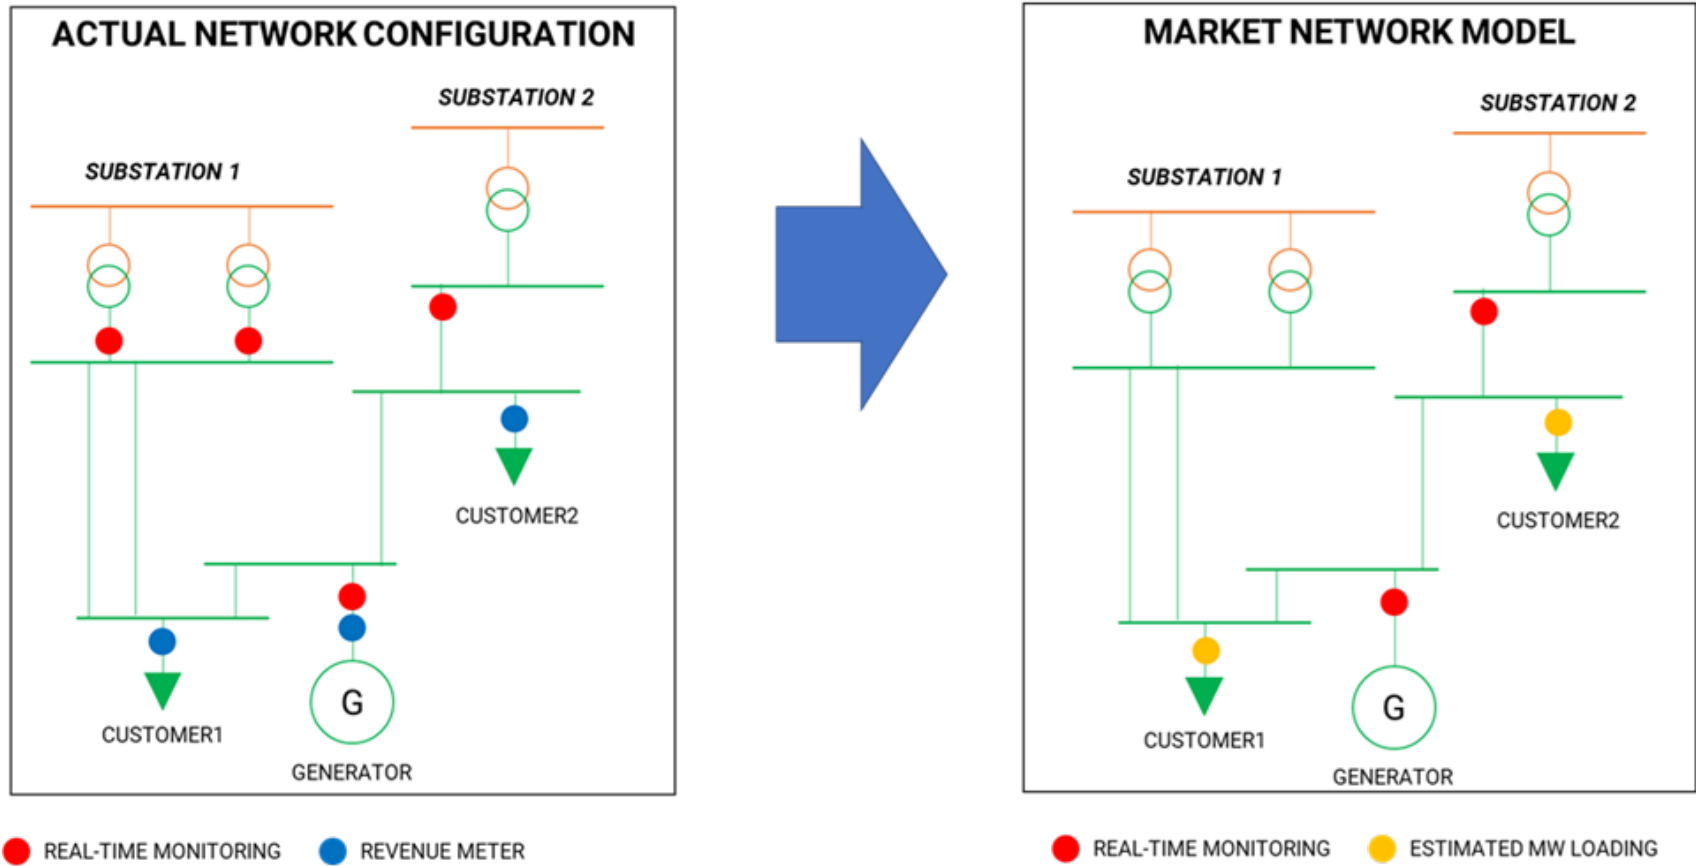 ACTUAL NETWORK CONFIGURATION
SUBSTATION 2
SUBSTATION 1
CUSTOMER2
CUSTOMER1
G
GENERATOR
REAL-TIME MONITORING
REVENUE METER
MARKET NETWORK MODEL
SUBSTATION 2
SUBSTATION 1
CUSTOMER2
CUSTOMER1
G
GENERATOR
REAL-TIME MONITORING
ESTIMATED MW LOADING